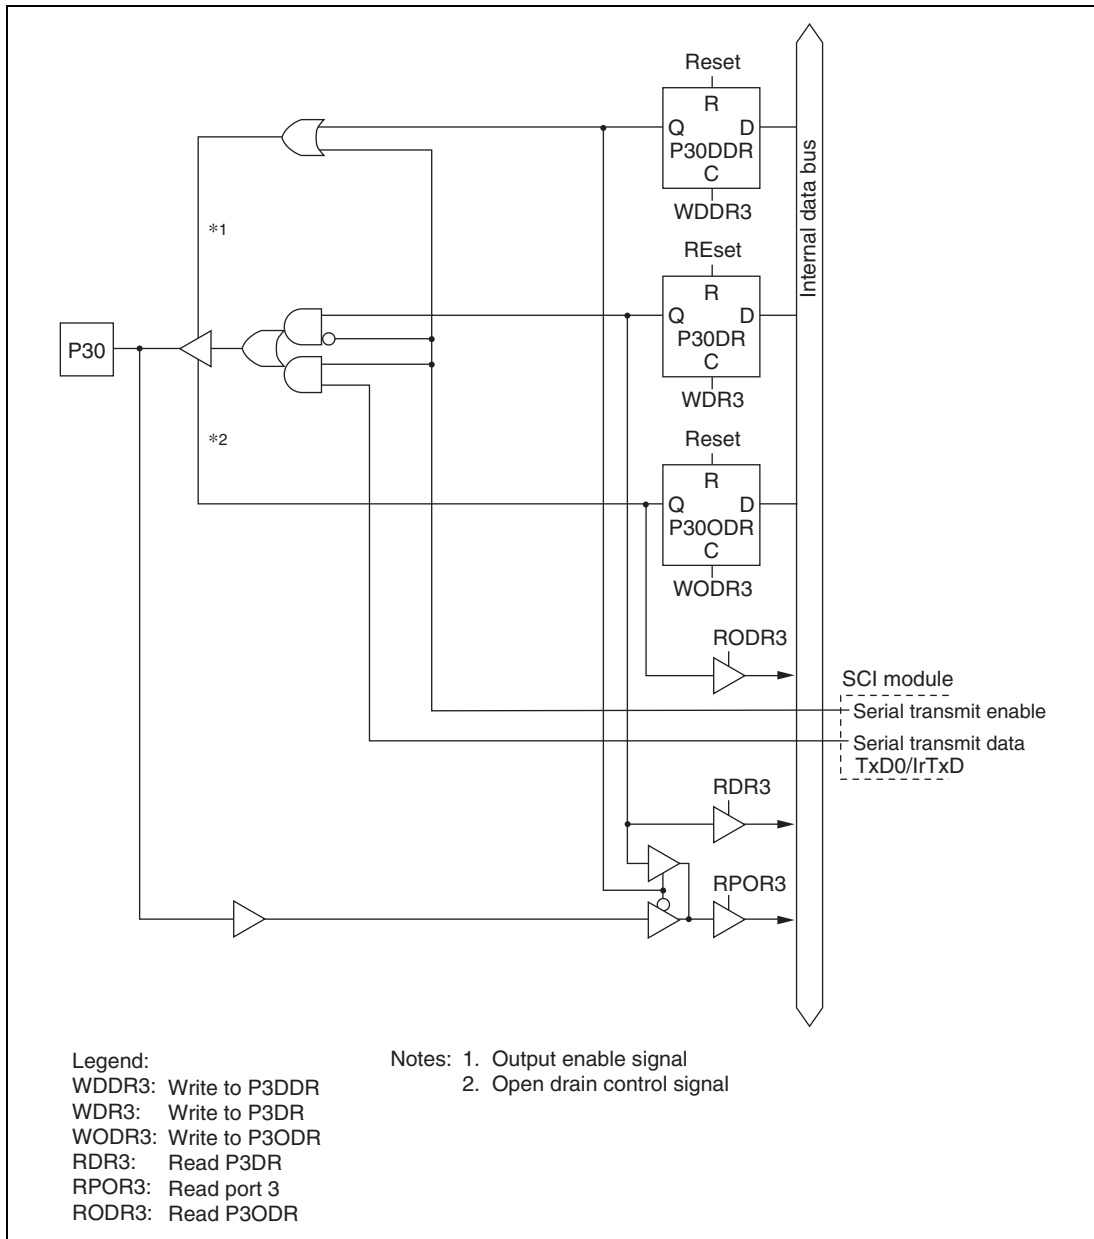 Reset
R
Q D
P30DDR
C
WDDR3
Internal data bus
*1
REset
R
Q D
P30DR
C
WDR3
P30
*2
Reset
R
Q D
P30ODR
C
WODR3
RODR3
SCI module
Serial transmit enable
Serial transmit data
TxD0/IrTxD
RDR3
RPOR3
Legend:
WDDR3: Write to P3DDR
WDR3: Write to P3DR
WODR3: Write to P3ODR
RDR3: Read P3DR
RPOR3: Read port 3
RODR3: Read P3ODR
Notes: 1. Output enable signal
2. Open drain control signal